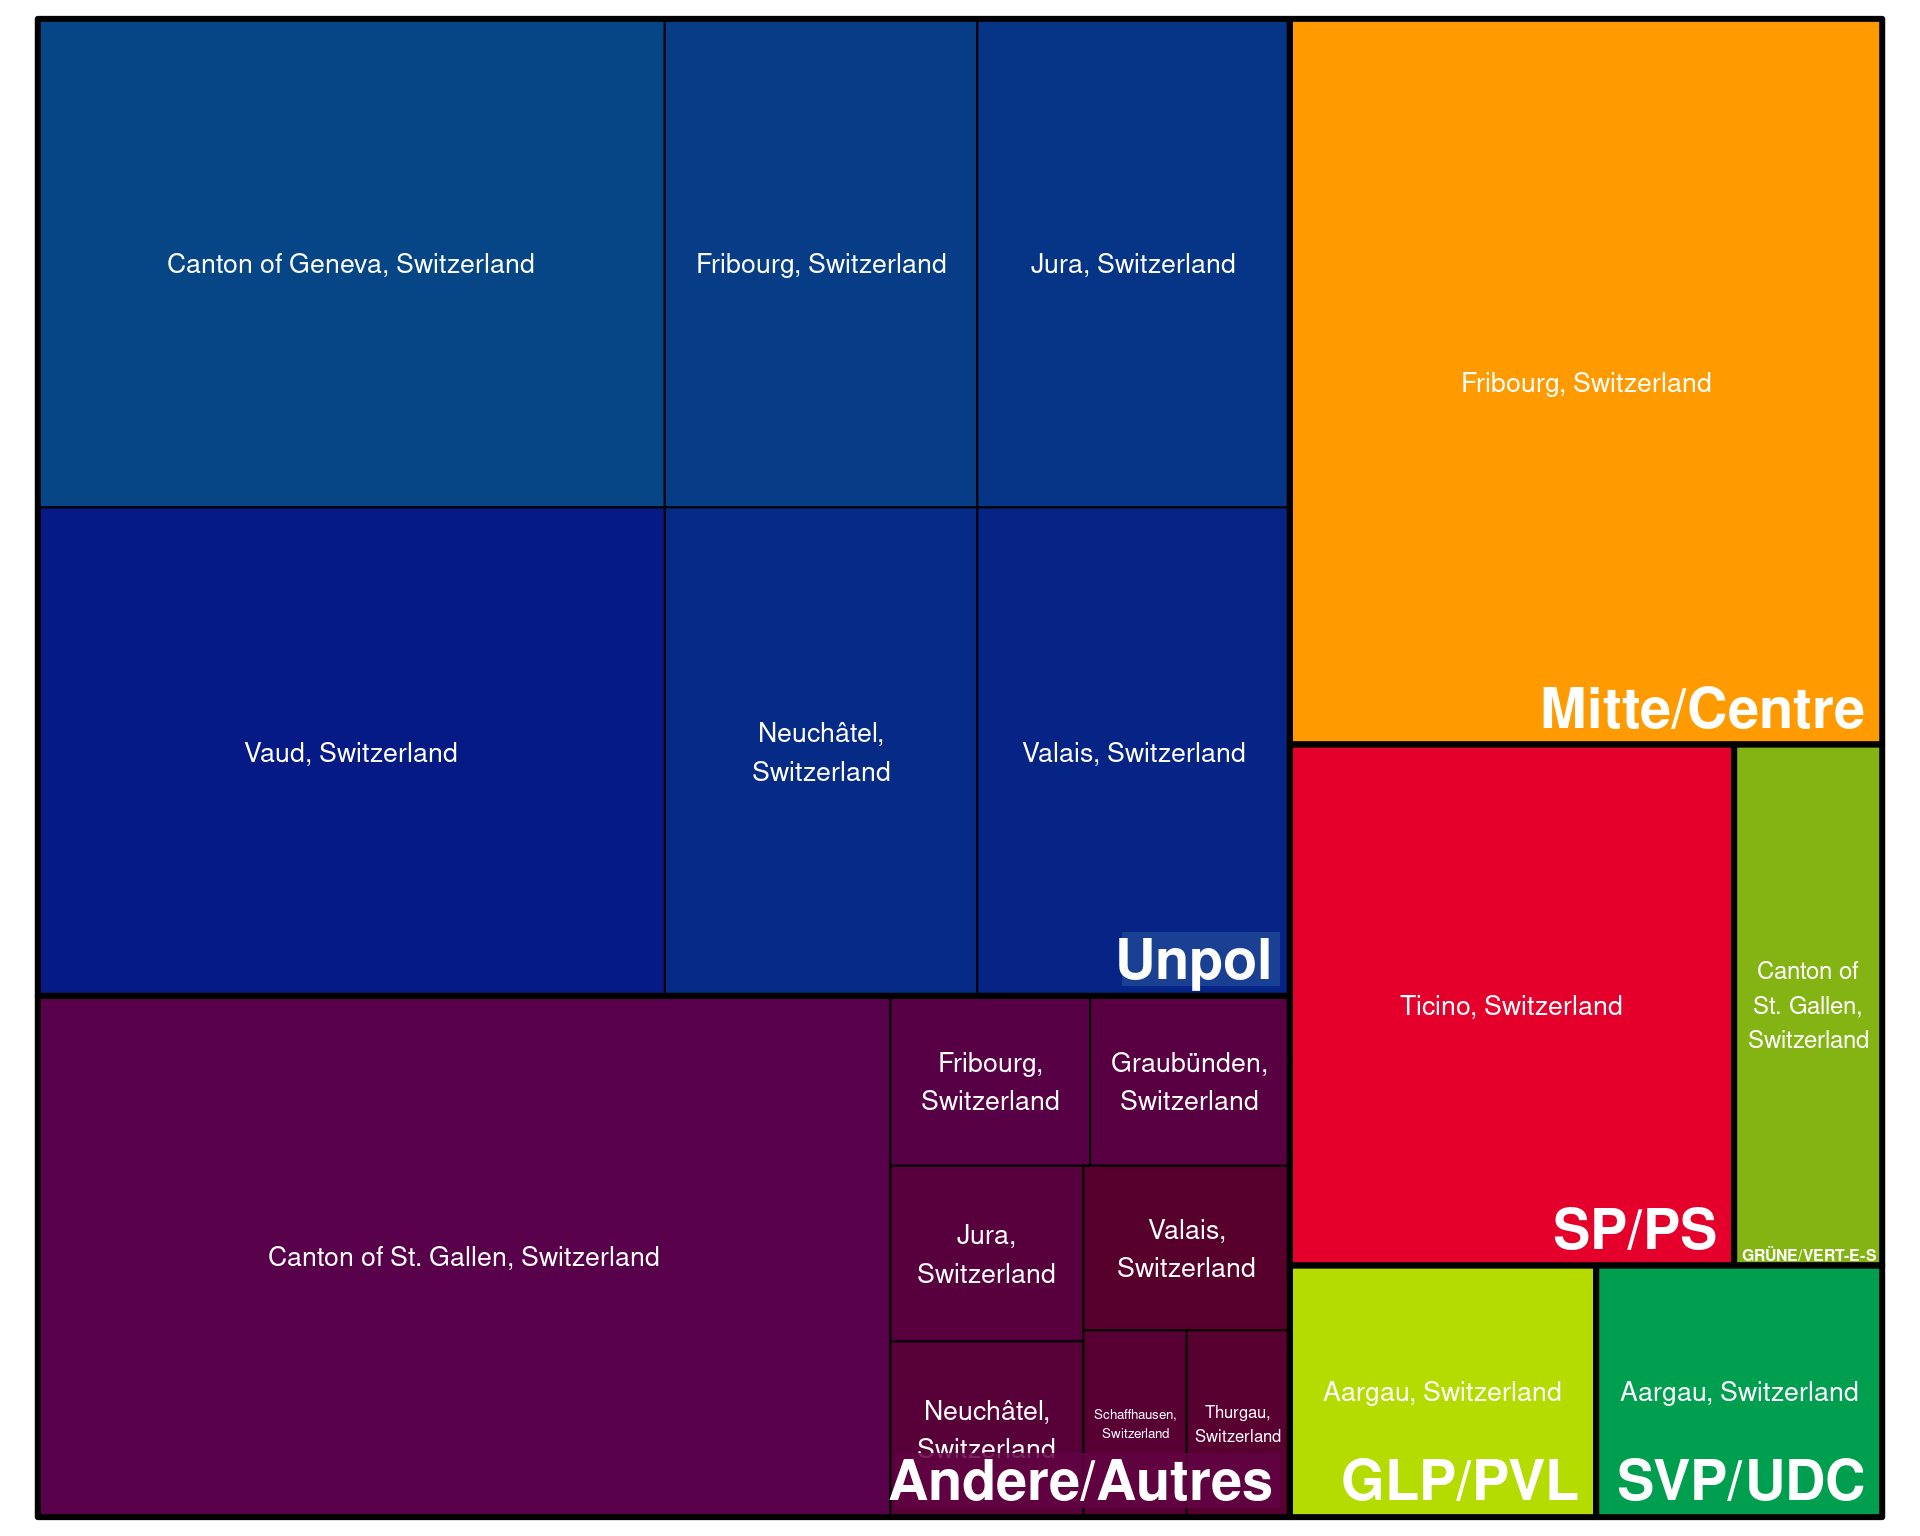 Canton of Geneva, Switzerland
Fribourg, Switzerland
Jura, Switzerland
Vaud, Switzerland
Neuchâtel,
Switzerland
Valais, Switzerland
Unpol
Canton of St. Gallen, Switzerland
Fribourg,
Switzerland
Graubünden,
Switzerland
Jura,
Switzerland
Valais,
Switzerland
Neuchâtel,
Switzerland
Schaffhausen,
Switzerland
Thurgau,
Switzerland
Andere/Autres
Fribourg, Switzerland
Mitte/Centre
Ticino, Switzerland
SP/PS
Canton of
St. Gallen,
Switzerland
GRÜNE/VERT-E-S
Aargau, Switzerland
GLP/PVL
Aargau, Switzerland
SVP/UDC